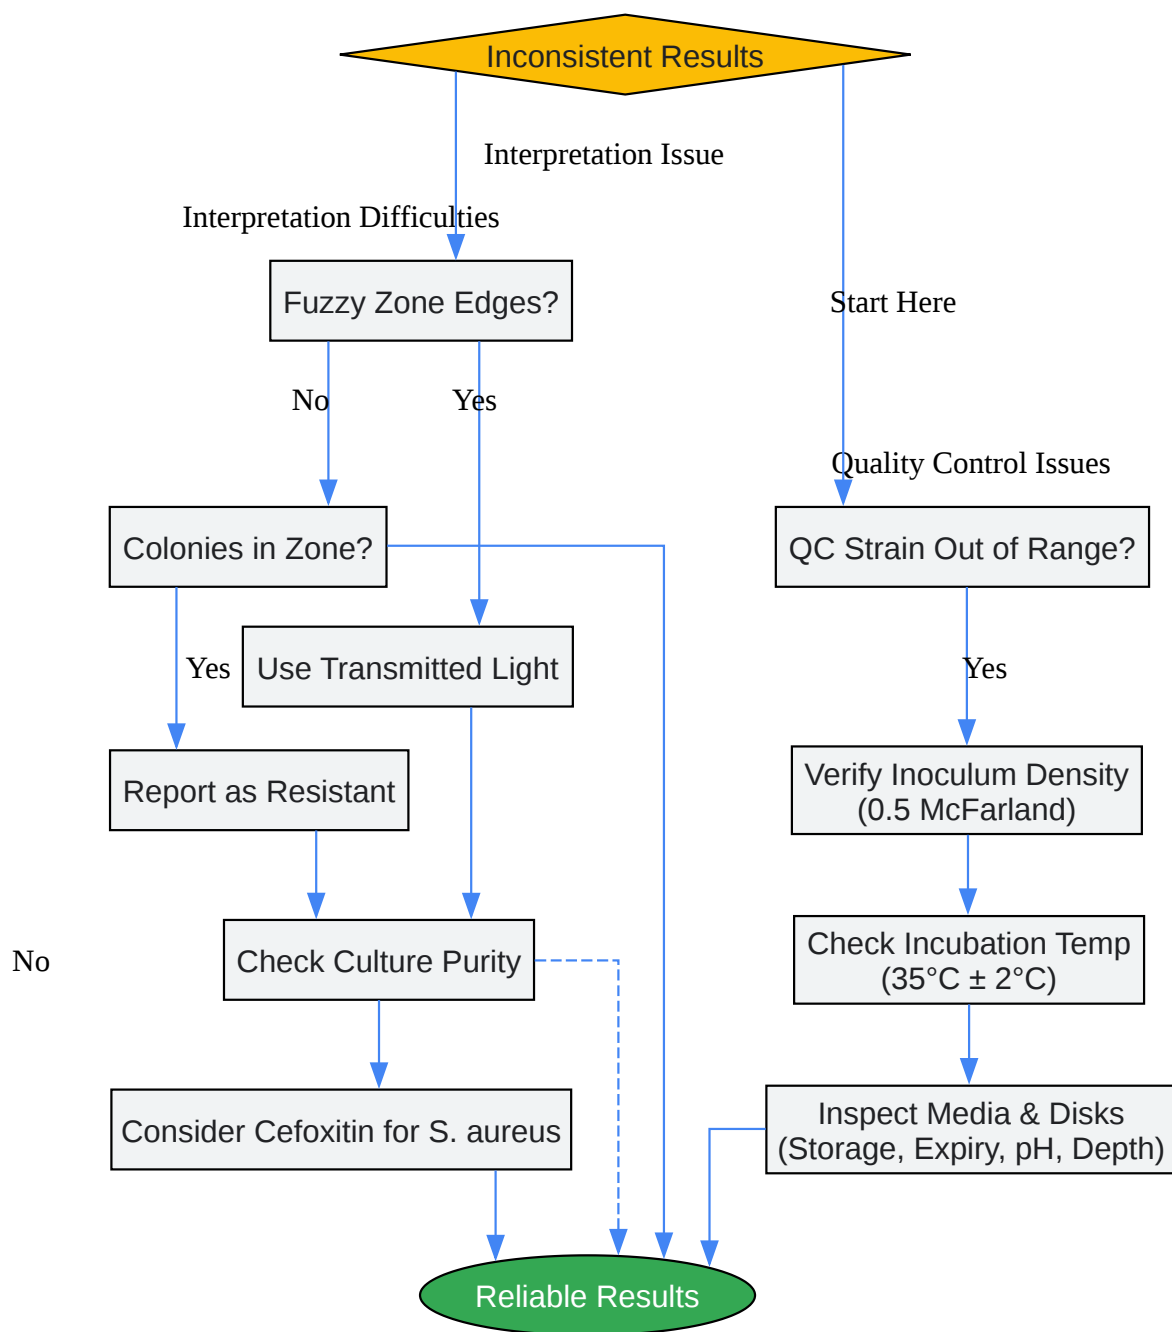 Inconsistent Results
Interpretation Issue
Interpretation Difficulties
Fuzzy Zone Edges?
Start Here
No
Yes
Quality Control Issues
Colonies in Zone?
QC Strain Out of Range?
Yes
Use Transmitted Light
Yes
Report as Resistant
Verify Inoculum Density
(0.5 McFarland)
No
Check Culture Purity
Check Incubation Temp
(35°C ± 2°C)
Consider Cefoxitin for S. aureus
Inspect Media & Disks
(Storage, Expiry, pH, Depth)
Reliable Results